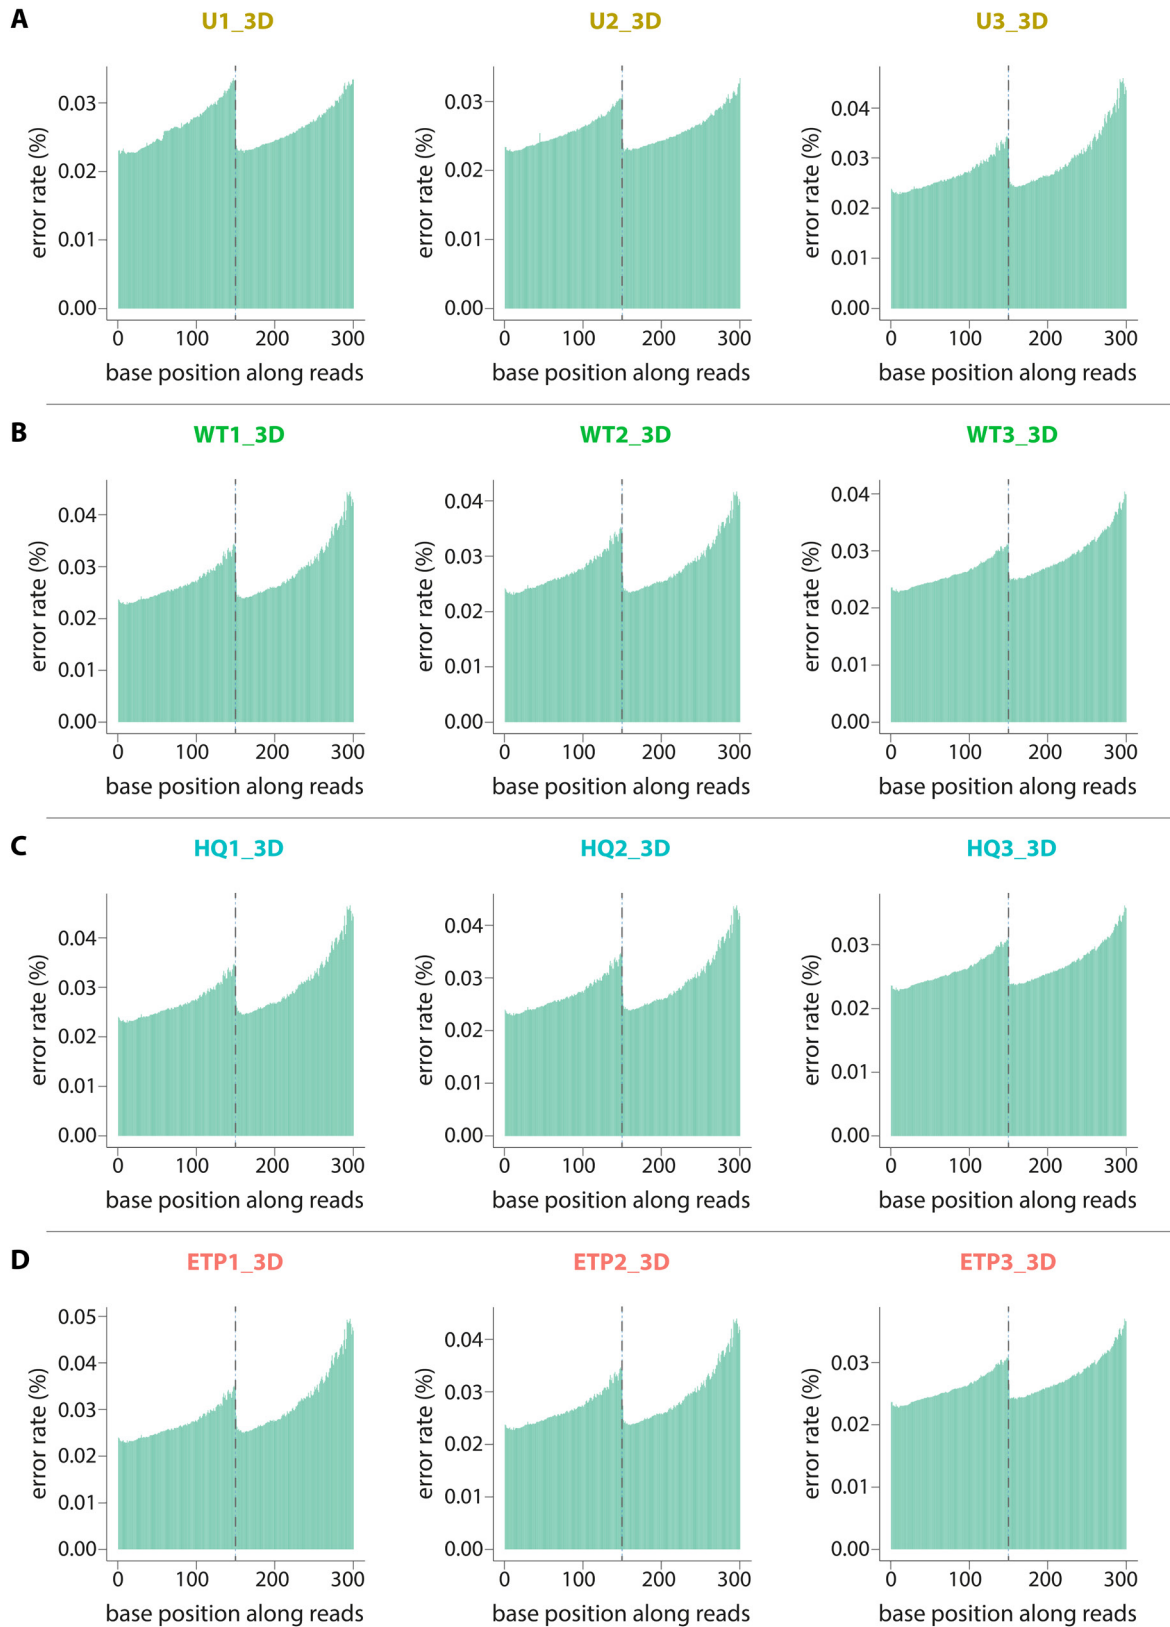 A
U1_3D
U2_3D
U3_3D
error rate (%)
0.03
0.02
0.01
0.00
0 100 200 300
base position along reads
error rate (%)
0.03
0.02
0.01
0.00
0 100 200 300
base position along reads
error rate (%)
0.04
0.03
0.02
0.01
0.00
0 100 200 300
base position along reads
B
WT1_3D
WT2_3D
WT3_3D
error rate (%)
0.04
0.03
0.02
0.01
0.00
0 100 200 300
base position along reads
error rate (%)
0.04
0.03
0.02
0.01
0.00
0 100 200 300
base position along reads
error rate (%)
0.04
0.03
0.02
0.01
0.00
0 100 200 300
base position along reads
C
HQ1_3D
HQ2_3D
HQ3_3D
error rate (%)
0.04
0.03
0.02
0.01
0.00
0 100 200 300
base position along reads
error rate (%)
0.04
0.03
0.02
0.01
0.00
0 100 200 300
base position along reads
error rate (%)
0.03
0.02
0.01
0.00
0 100 200 300
base position along reads
D
ETP1_3D
ETP2_3D
ETP3_3D
error rate (%)
0.05
0.04
0.03
0.02
0.01
0.00
0 100 200 300
base position along reads
error rate (%)
0.04
0.03
0.02
0.01
0.00
0 100 200 300
base position along reads
error rate (%)
0.03
0.02
0.01
0.00
0 100 200 300
base position along reads